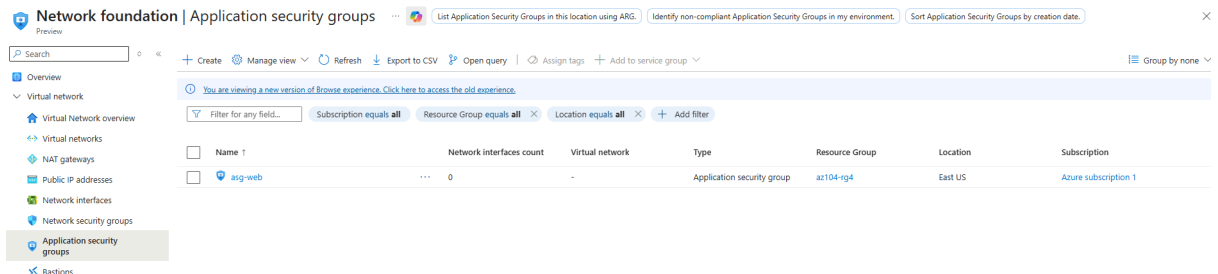 Network foundation | Application security groups ... List Application Security Groups in this location using ARG. Identify non-compliant Application Security Groups in my environment. Sort Application Security Groups by creation date.
Preview
Search
Create Manage view Refresh Export to CSV Open query Assign tags Add to service group Group by none
Overview
You are viewing a new version of Browse experience. Click here to access the old experience.
Virtual network
Filter for any field... Subscription equals all Resource Group equals all Location equals all Add filter
Virtual Network overview
Virtual networks
NAT gateways
Public IP addresses
Network interfaces
Network security groups
Application security
groups
Bastions
Name ↑ Network interfaces count Virtual network Type Resource Group Location Subscription
asg-web ... 0 - Application security group az104-rg4 East US Azure subscription 1